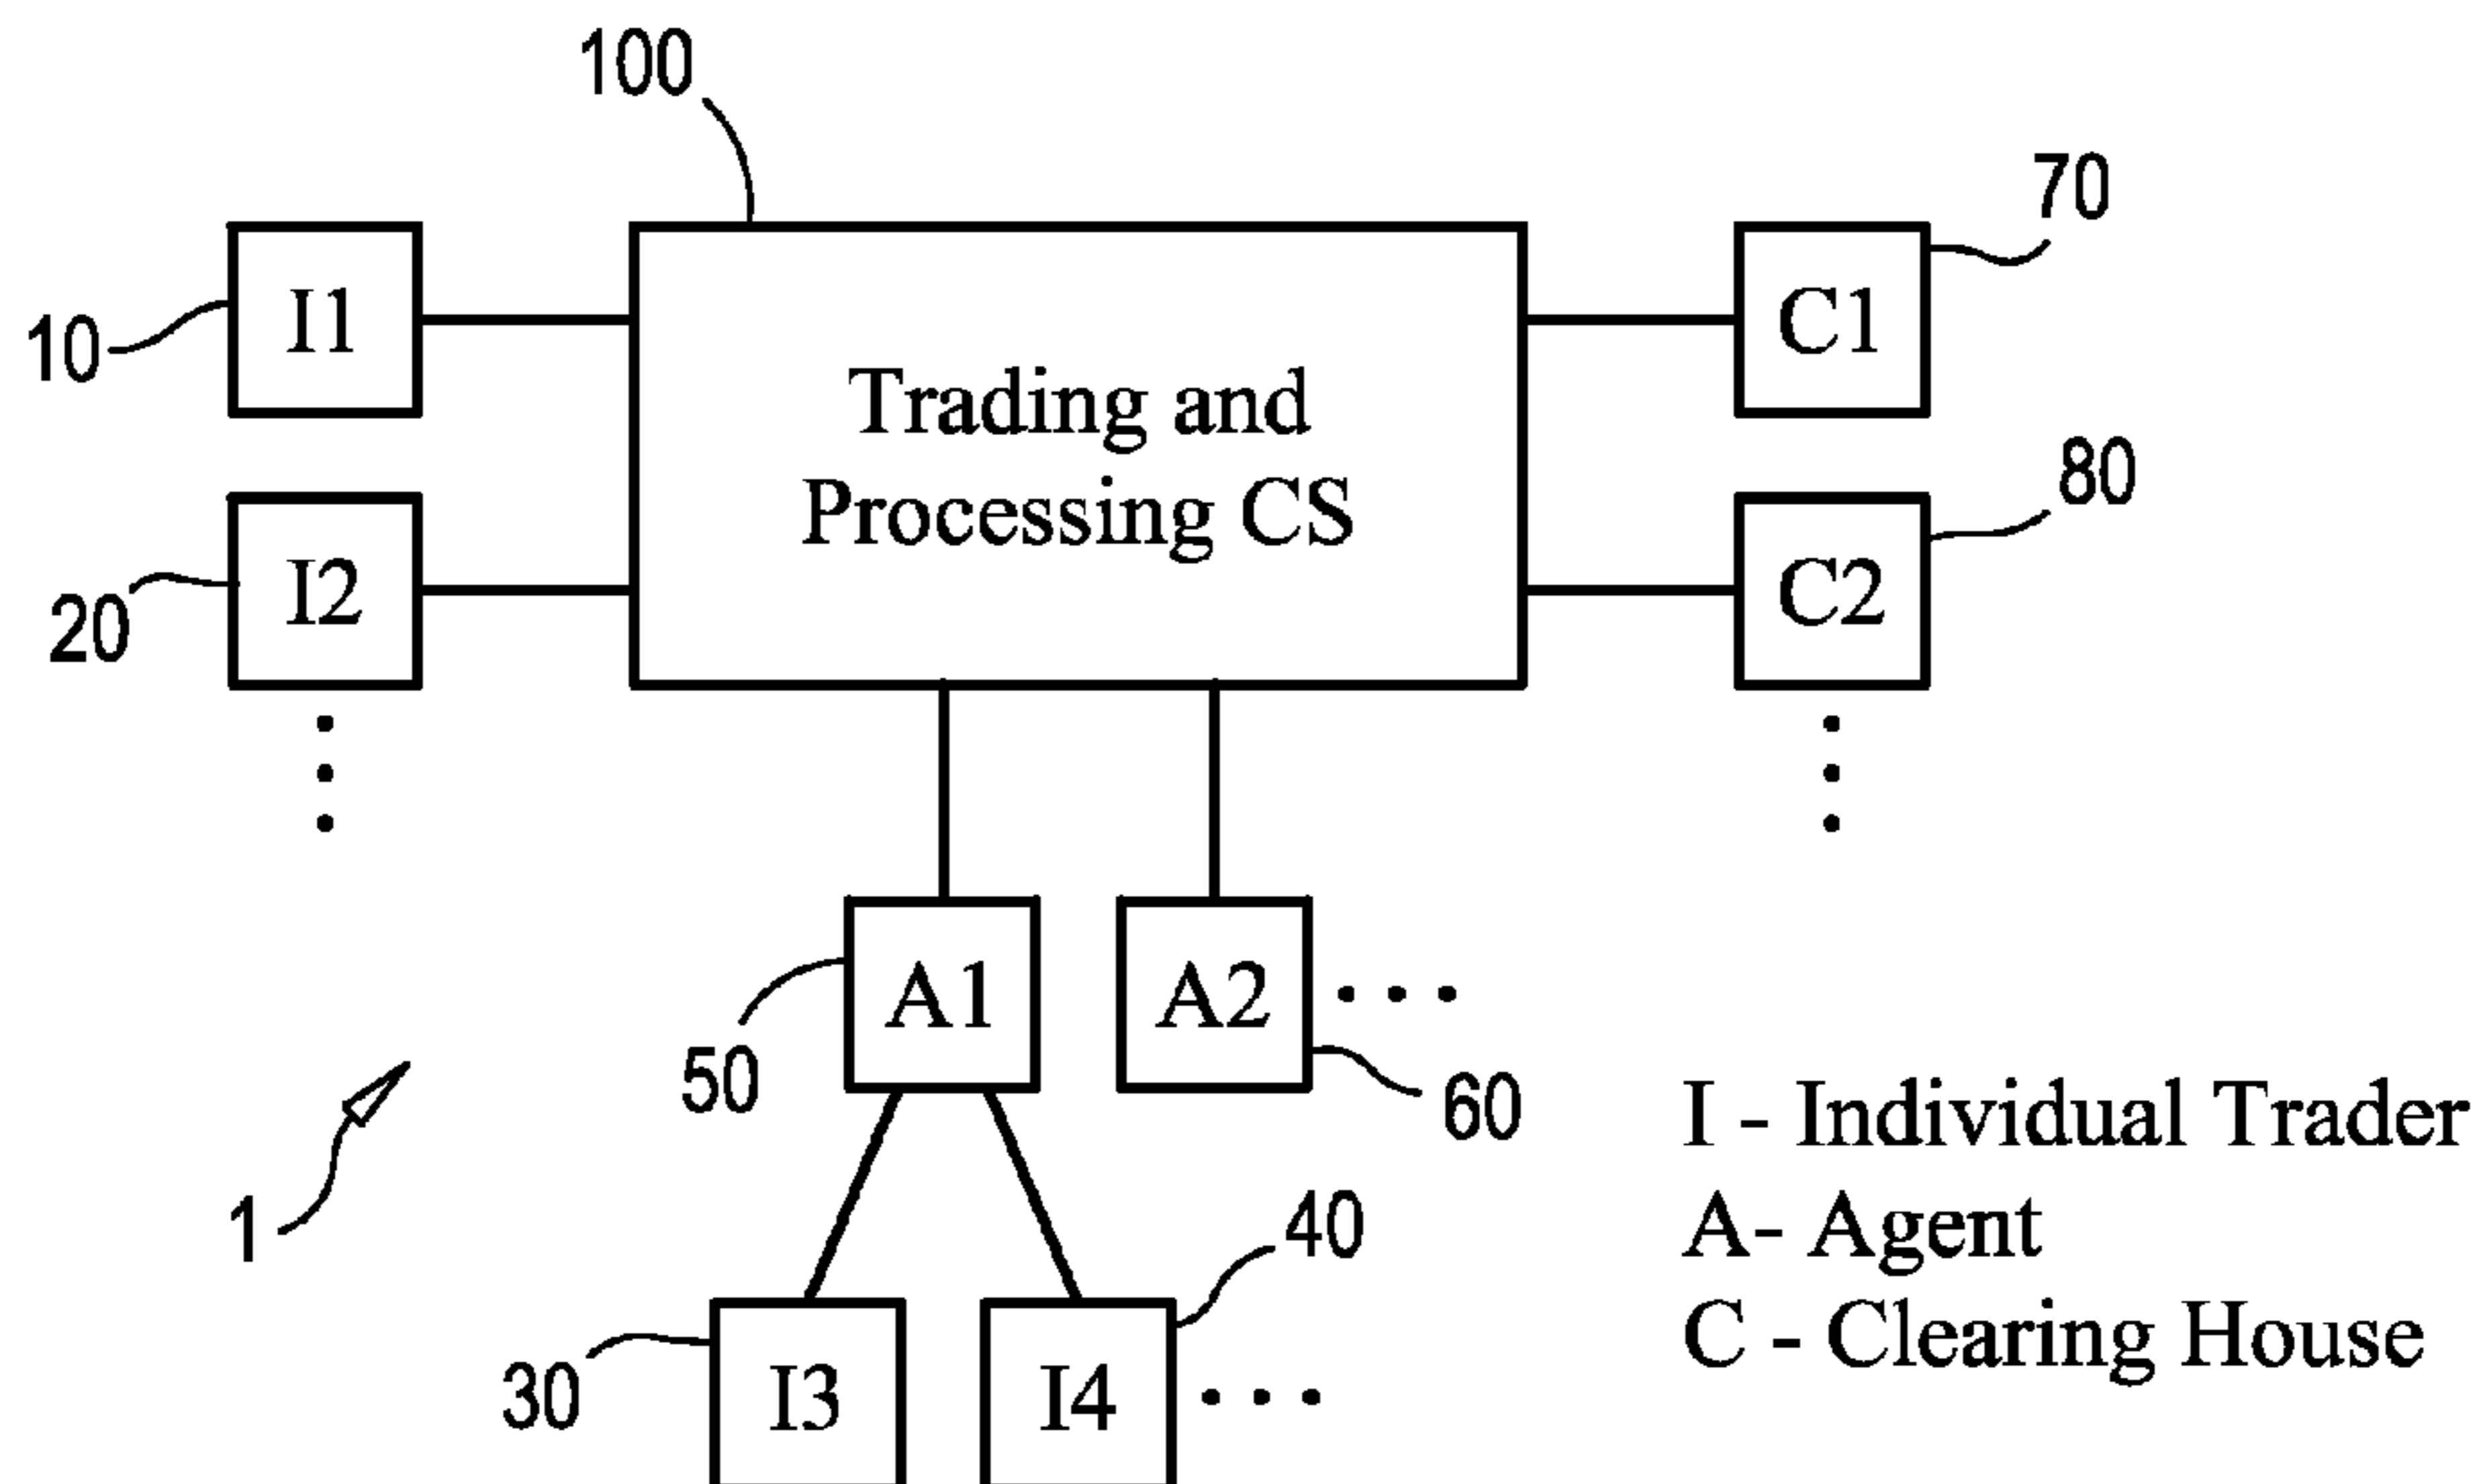 100
70
10
I1
C1
Trading and
Processing CS
80
20
I2
C2
50
A1
A2
60
1
40
30
I3
I4
I - Individual Trader
A- Agent
C - Clearing House